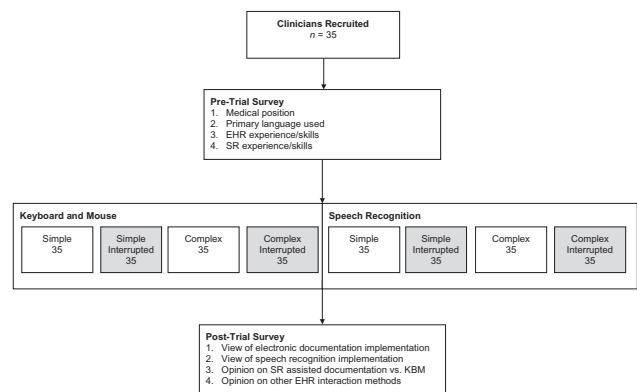 Clinicians Recruited
n = 35
Pre-Trial Survey
1. Medical position
2. Primary language used
3. EHR experience/skills
4. SR experience/skills
Keyboard and Mouse
Simple
35
Simple
Interrupted
35
Complex
35
Complex
Interrupted
35
Speech Recognition
Simple
35
Simple
Interrupted
35
Complex
35
Complex
Interrupted
35
Post-Trial Survey
1. View of electronic documentation implementation
2. View of speech recognition implementation
3. Opinion on SR assisted documentation vs. KBM
4. Opinion on other EHR interaction methods